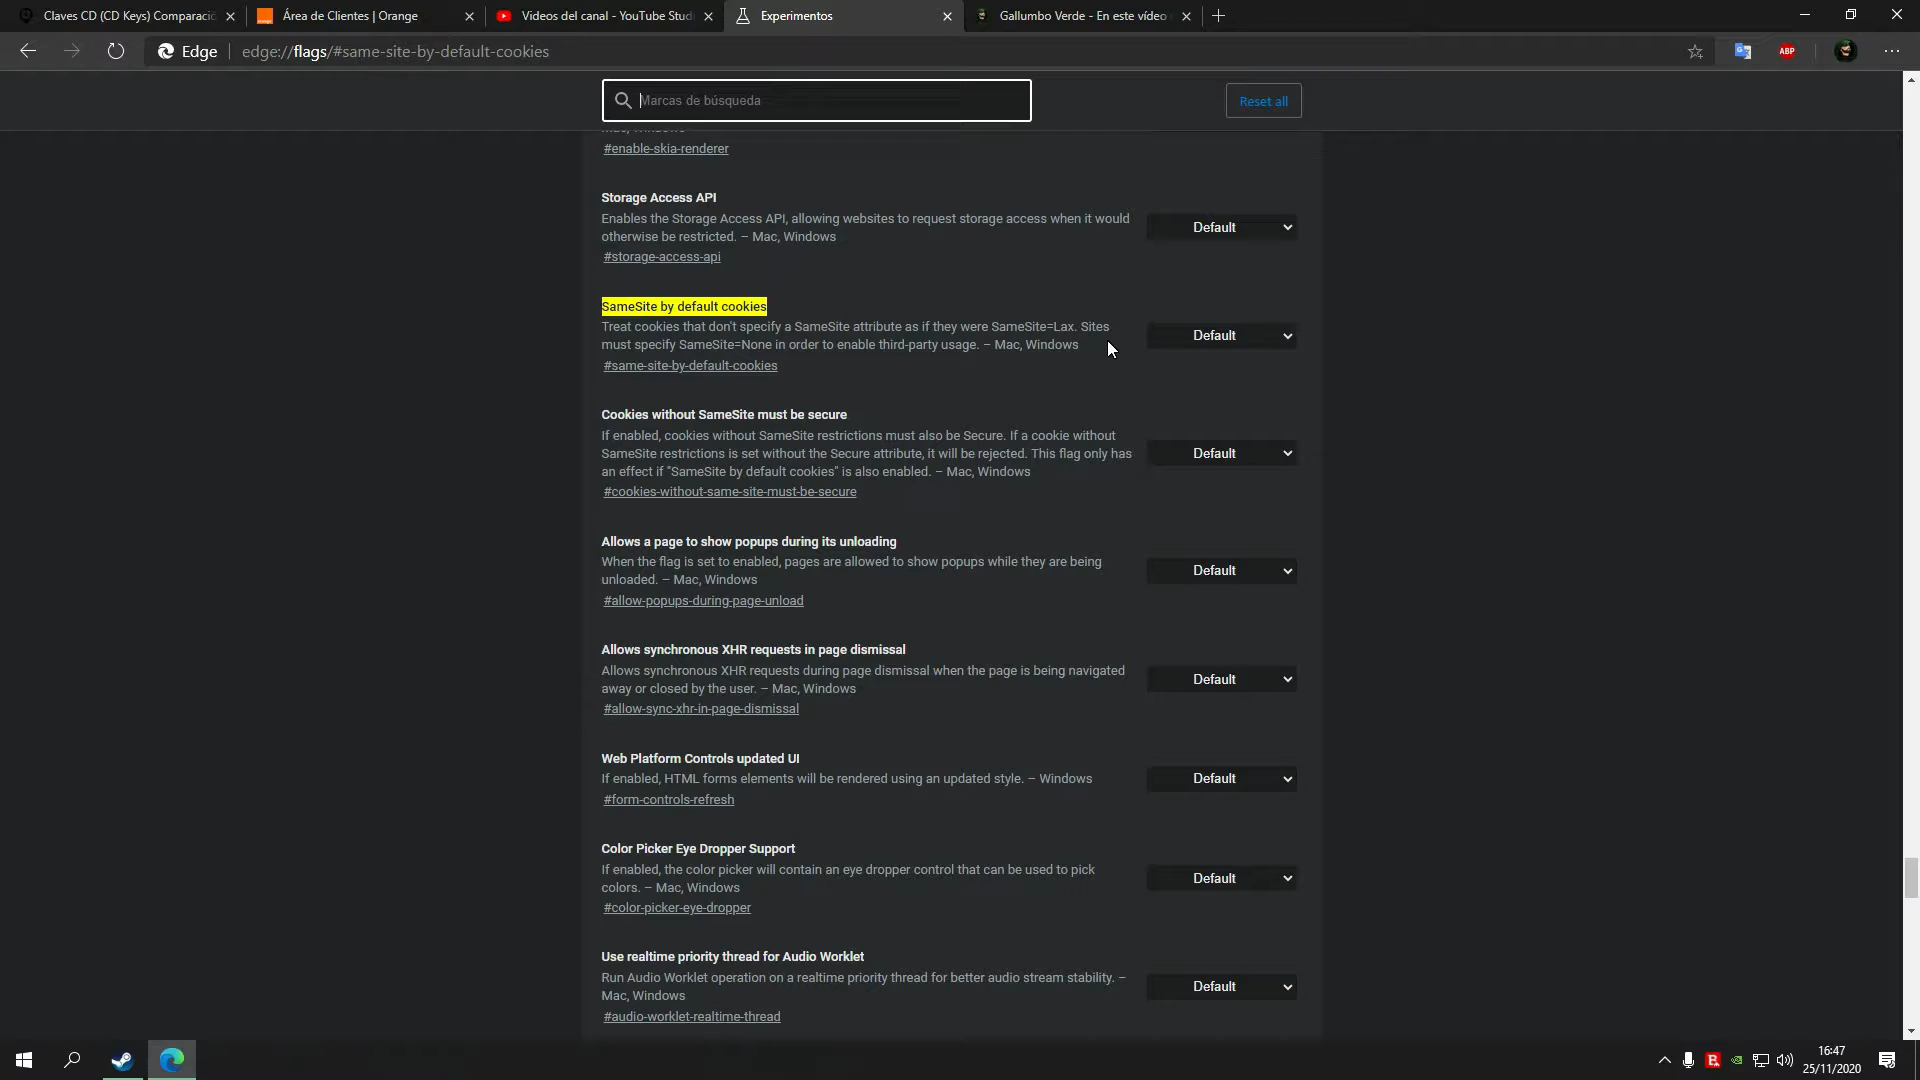 Claves CD (CD Keys) Comparació
Área de Clientes | Orange
Videos del canal - YouTube Stud
Experimentos
Gallumbo Verde - En este vídeo
Edge
edge://flags/#same-site-by-default-cookies
ABP
Marcas de búsqueda
Reset all
Mac, Windows
#enable-skia-renderer
Storage Access API
Enables the Storage Access API, allowing websites to request storage access when it would
otherwise be restricted. – Mac, Windows
#storage-access-api
Default
SameSite by default cookies
Treat cookies that don't specify a SameSite attribute as if they were SameSite=Lax. Sites
must specify SameSite=None in order to enable third-party usage. – Mac, Windows
#same-site-by-default-cookies
Default
Cookies without SameSite must be secure
If enabled, cookies without SameSite restrictions must also be Secure. If a cookie without
SameSite restrictions is set without the Secure attribute, it will be rejected. This flag only has
an effect if "SameSite by default cookies" is also enabled. – Mac, Windows
#cookies-without-same-site-must-be-secure
Default
Allows a page to show popups during its unloading
When the flag is set to enabled, pages are allowed to show popups while they are being
unloaded. – Mac, Windows
#allow-popups-during-page-unload
Default
Allows synchronous XHR requests in page dismissal
Allows synchronous XHR requests during page dismissal when the page is being navigated
away or closed by the user. – Mac, Windows
#allow-sync-xhr-in-page-dismissal
Default
Web Platform Controls updated UI
If enabled, HTML forms elements will be rendered using an updated style. – Windows
#form-controls-refresh
Default
Color Picker Eye Dropper Support
If enabled, the color picker will contain an eye dropper control that can be used to pick
colors. – Mac, Windows
#color-picker-eye-dropper
Default
Use realtime priority thread for Audio Worklet
Run Audio Worklet operation on a realtime priority thread for better audio stream stability. –
Mac, Windows
#audio-worklet-realtime-thread
Default
16:47
25/11/2020